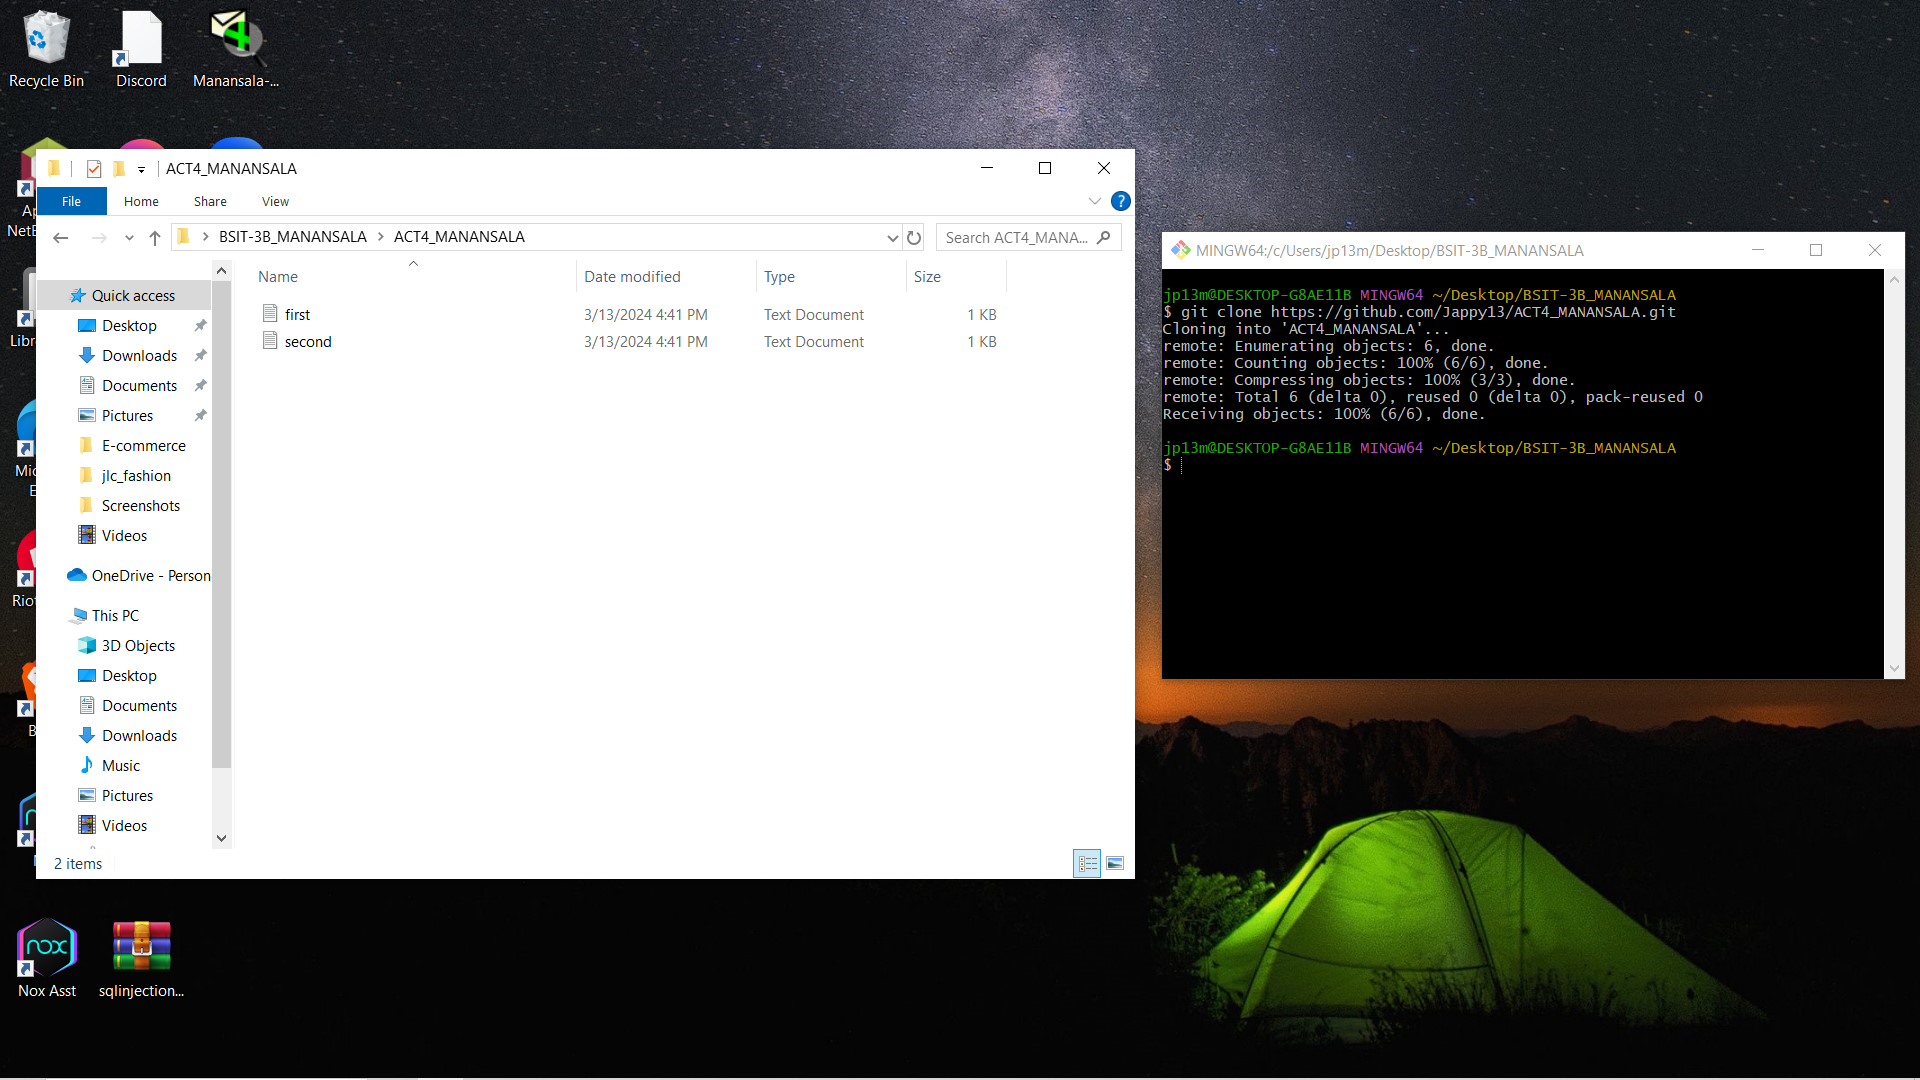 Recycle Bin
Discord
Manansala-...
ACT4_MANANSALA
File
Home
Share
View
?
BSIT-3B_MANANSALA
ACT4_MANANSALA
Search ACT4_MANA...
Name
Date modified
Type
Size
first
3/13/2024 4:41 PM
Text Document
1 KB
second
3/13/2024 4:41 PM
Text Document
1 KB
Quick access
Desktop
Downloads
Documents
Pictures
E-commerce
jlc_fashion
Screenshots
Videos
OneDrive - Person
This PC
3D Objects
Desktop
Documents
Downloads
Music
Pictures
Videos
2 items
MINGW64:/c/Users/jp13m/Desktop/BSIT-3B_MANANSALA
jp13m@DESKTOP-G8AE11B MINGW64 ~/Desktop/BSIT-3B_MANANSALA
$ git clone https://github.com/Jappy13/ACT4_MANANSALA.git
Cloning into 'ACT4_MANANSALA'...
remote: Enumerating objects: 6, done.
remote: Counting objects: 100% (6/6), done.
remote: Compressing objects: 100% (3/3), done.
remote: Total 6 (delta 0), reused 0 (delta 0), pack-reused 0
Receiving objects: 100% (6/6), done.
jp13m@DESKTOP-G8AE11B MINGW64 ~/Desktop/BSIT-3B_MANANSALA
$
nox
Nox Asst
sqlinjection...